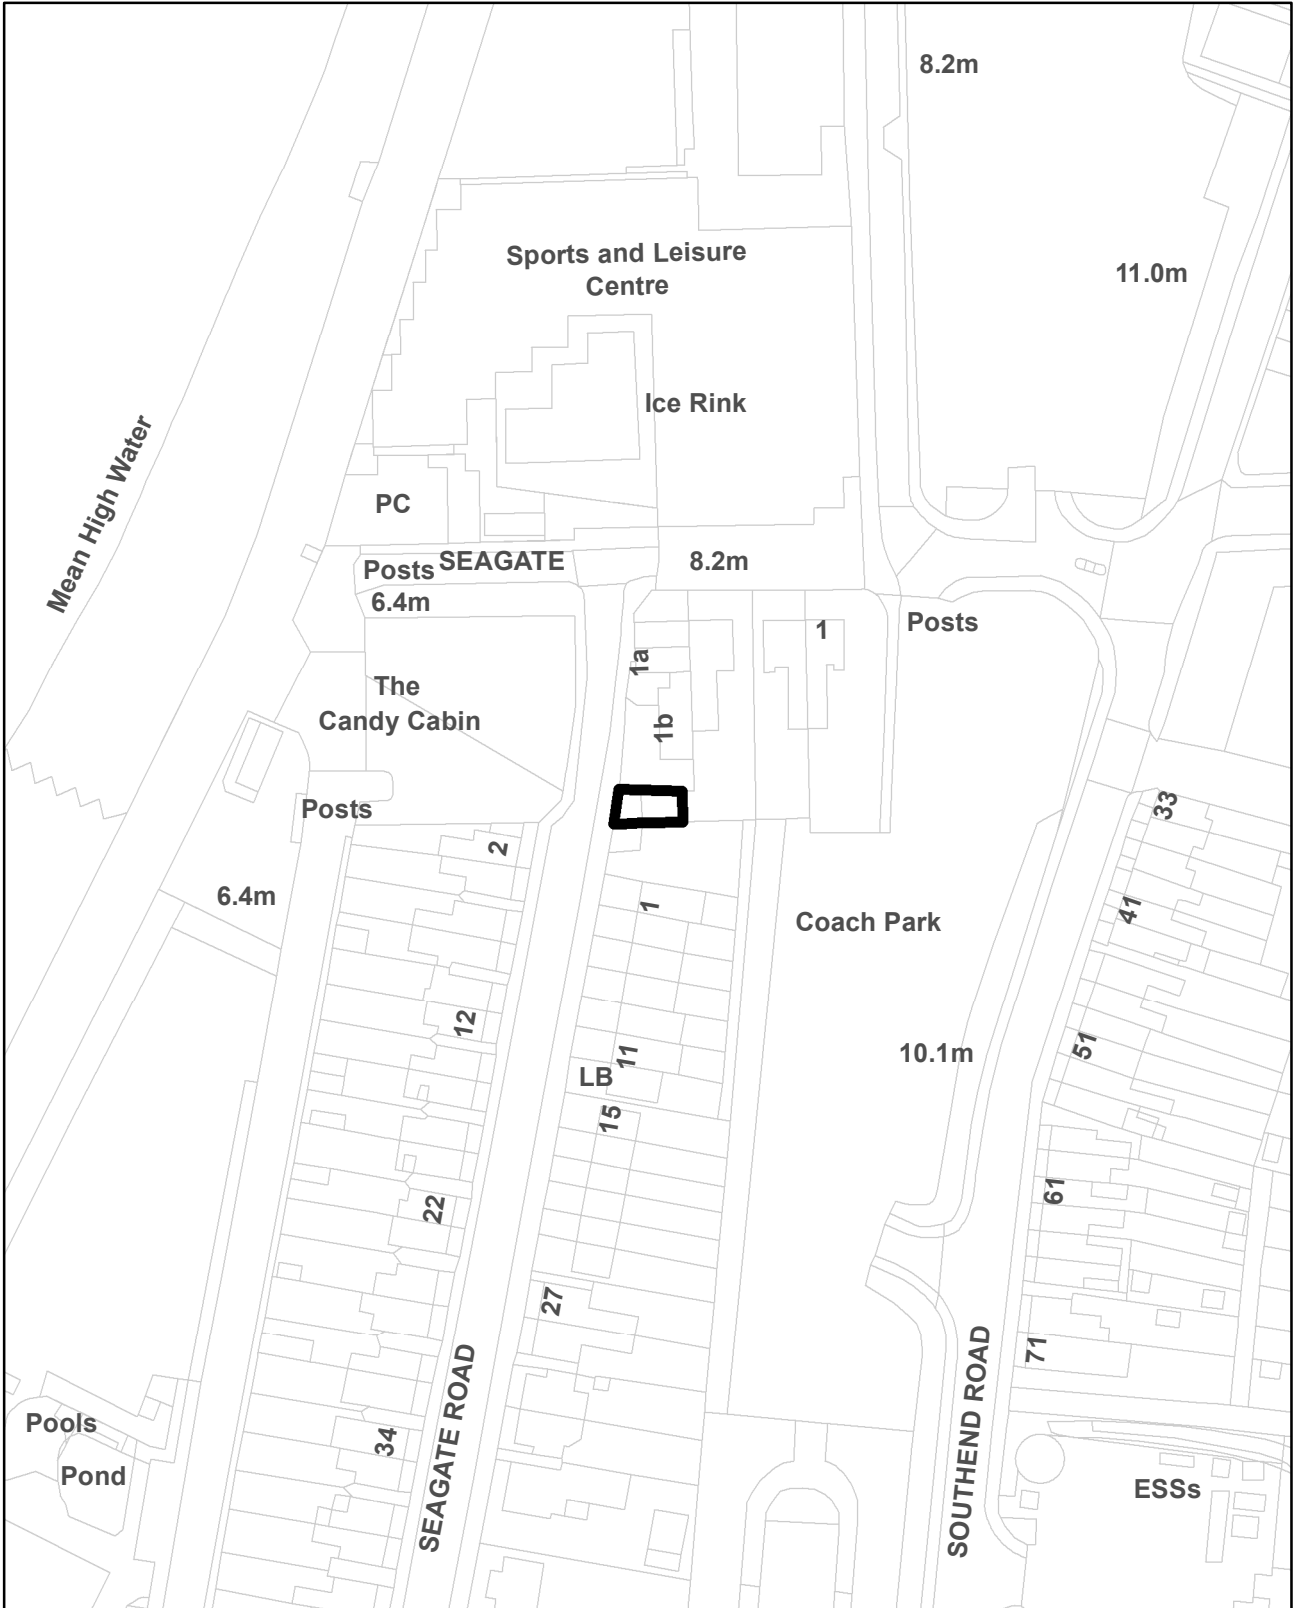 8.2m
Sports and Leisure
Centre
11.0m
Ice Rink
Mean High Water
PC
SEAGATE
8.2m
Posts
6.4m
Posts
1
1a
The
Candy Cabin
1b
Posts
33
2
6.4m
1
41
Coach Park
12
11
51
10.1m
LB
15
22
61
27
71
SEAGATE ROAD
SOUTHEND ROAD
Pools
34
Pond
ESSs